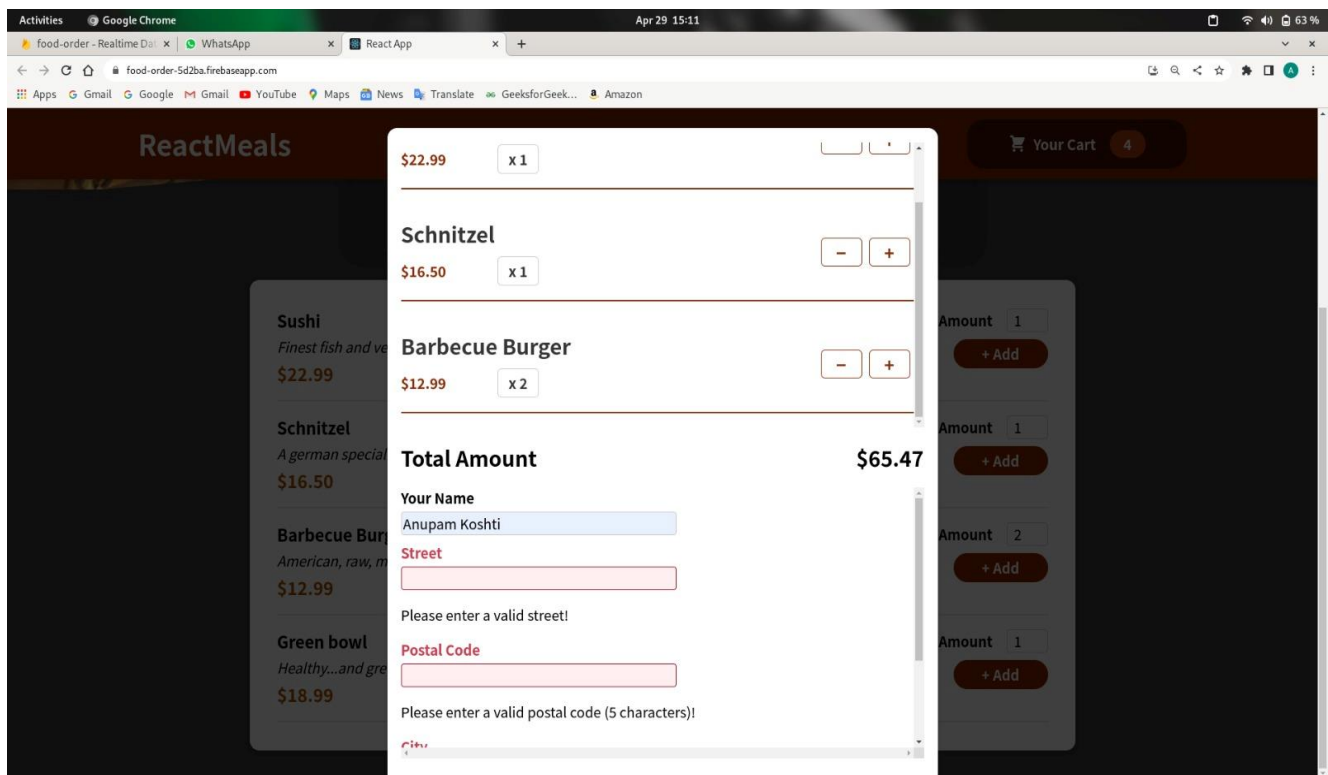 Activities Google Chrome Apr 29 15:11 63 %
food-order - Realtime Dat WhatsApp React App
food-order-5d2ba.firebaseapp.com A
Apps Gmail Google Gmail YouTube Maps News Translate GeeksforGeek... Amazon
ReactMeals Your Cart 4
$22.99 x 1 +
Schnitzel
$16.50 x 1 − +
Barbecue Burger
$12.99 x 2 − +
Total Amount $65.47
Your Name
Anupam Koshti
Street
Please enter a valid street!
Postal Code
Please enter a valid postal code (5 characters)!
City
Sushi Amount 1
Finest fish and ve + Add
$22.99
Schnitzel Amount 1
A german special + Add
$16.50
Barbecue Burg Amount 2
American, raw, m + Add
$12.99
Green bowl Amount 1
Healthy...and gre + Add
$18.99